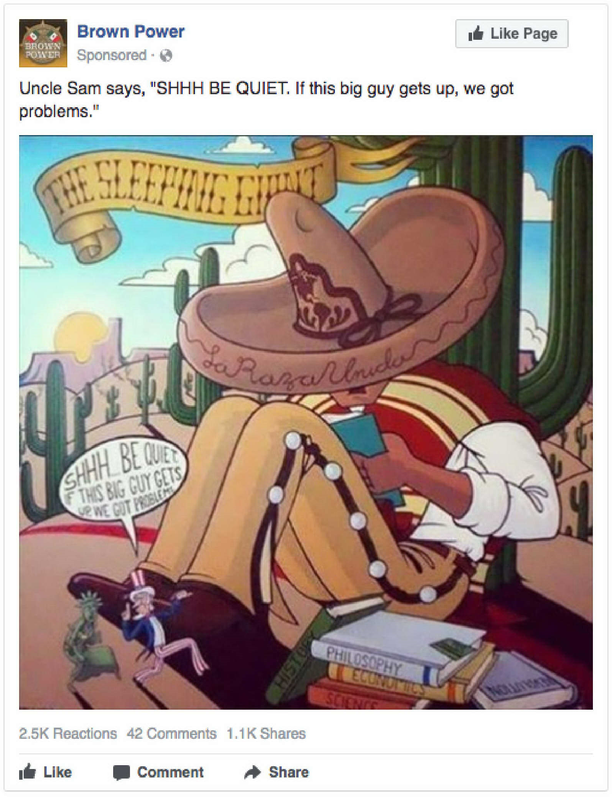 BROWN
POWER
Brown Power
Like Page
Sponsored ·
Uncle Sam says, "SHHH BE QUIET. If this big guy gets up, we got
problems."
THE SLEEPING GIANT
La Raza Unida
SHHH... BE QUIET
IF THIS BIG GUY GETS
UP, WE GOT PROBLEMS
HISTORY
PHILOSOPHY
ECONOMICS
SCIENCE
2.5K Reactions 42 Comments 1.1K Shares
Like Comment Share